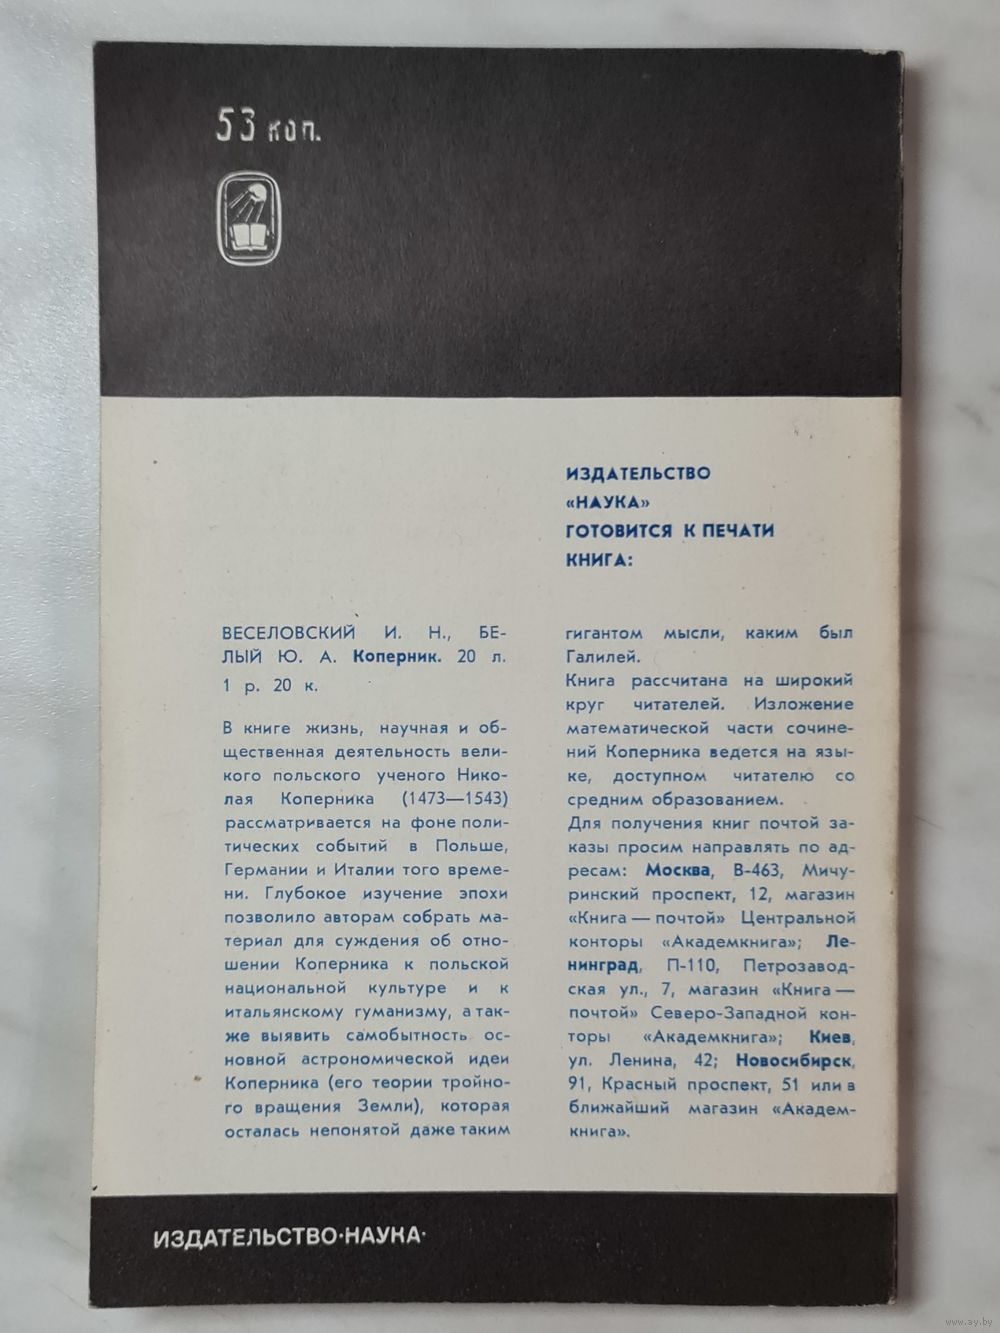 53 коп.
ИЗДАТЕЛЬСТВО
«НАУКА»
ГОТОВИТСЯ К ПЕЧАТИ
КНИГА:
ВЕСЕЛОВСКИЙ И. Н., БЕ-
ЛЫЙ Ю. А. Коперник. 20 л.
1 р. 20 к.
В книге жизнь, научная и об-
щественная деятельность вели-
кого польского ученого Нико-
лая Коперника (1473—1543)
рассматривается на фоне поли-
тических событий в Польше,
Германии и Италии того време-
ни. Глубокое изучение эпохи
позволило авторам собрать ма-
териал для суждения об отно-
шении Коперника к польской
национальной культуре и к
итальянскому гуманизму, а так-
же выявить самобытность ос-
новной астрономической идеи
Коперника (его теории тройно-
го вращения Земли), которая
осталась непонятой даже таким
гигантом мысли, каким был
Галилей.
Книга рассчитана на широкий
круг читателей. Изложение
математической части сочине-
ний Коперника ведется на язы-
ке, доступном читателю со
средним образованием.
Для получения книг почтой за-
казы просим направлять по ад-
ресам: Москва, В-463, Мичу-
ринский проспект, 12, магазин
«Книга — почтой» Центральной
конторы «Академкнига»; Ле-
нинград, П-110, Петрозавод-
ская ул., 7, магазин «Книга —
почтой» Северо-Западной кон-
торы «Академкнига»; Киев,
ул. Ленина, 42; Новосибирск,
91, Красный проспект, 51 или в
ближайший магазин «Академ-
книга».
ИЗДАТЕЛЬСТВО·НАУКА·
www.ay.by